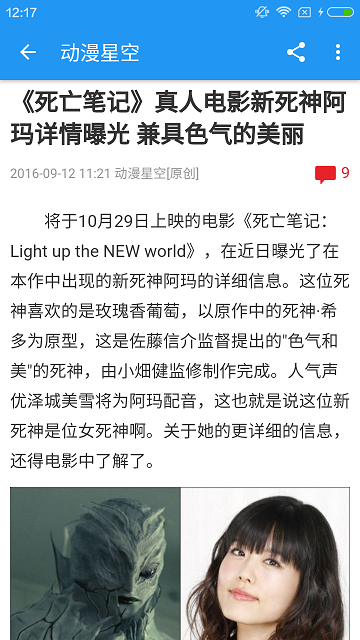 12:17
动漫星空
《死亡笔记》真人电影新死神阿
玛详情曝光 兼具色气的美丽
2016-09-12 11:21 动漫星空[原创]
9
将于10月29日上映的电影《死亡笔记：
Light up the NEW world》，在近日曝光了在
本作中出现的新死神阿玛的详细信息。这位死
神喜欢的是玫瑰香葡萄，以原作中的死神·希
多为原型，这是佐藤信介监督提出的"色气和
美"的死神，由小畑健监修制作完成。人气声
优泽城美雪将为阿玛配音，这也就是说这位新
死神是位女死神啊。关于她的更详细的信息，
还得电影中了解了。